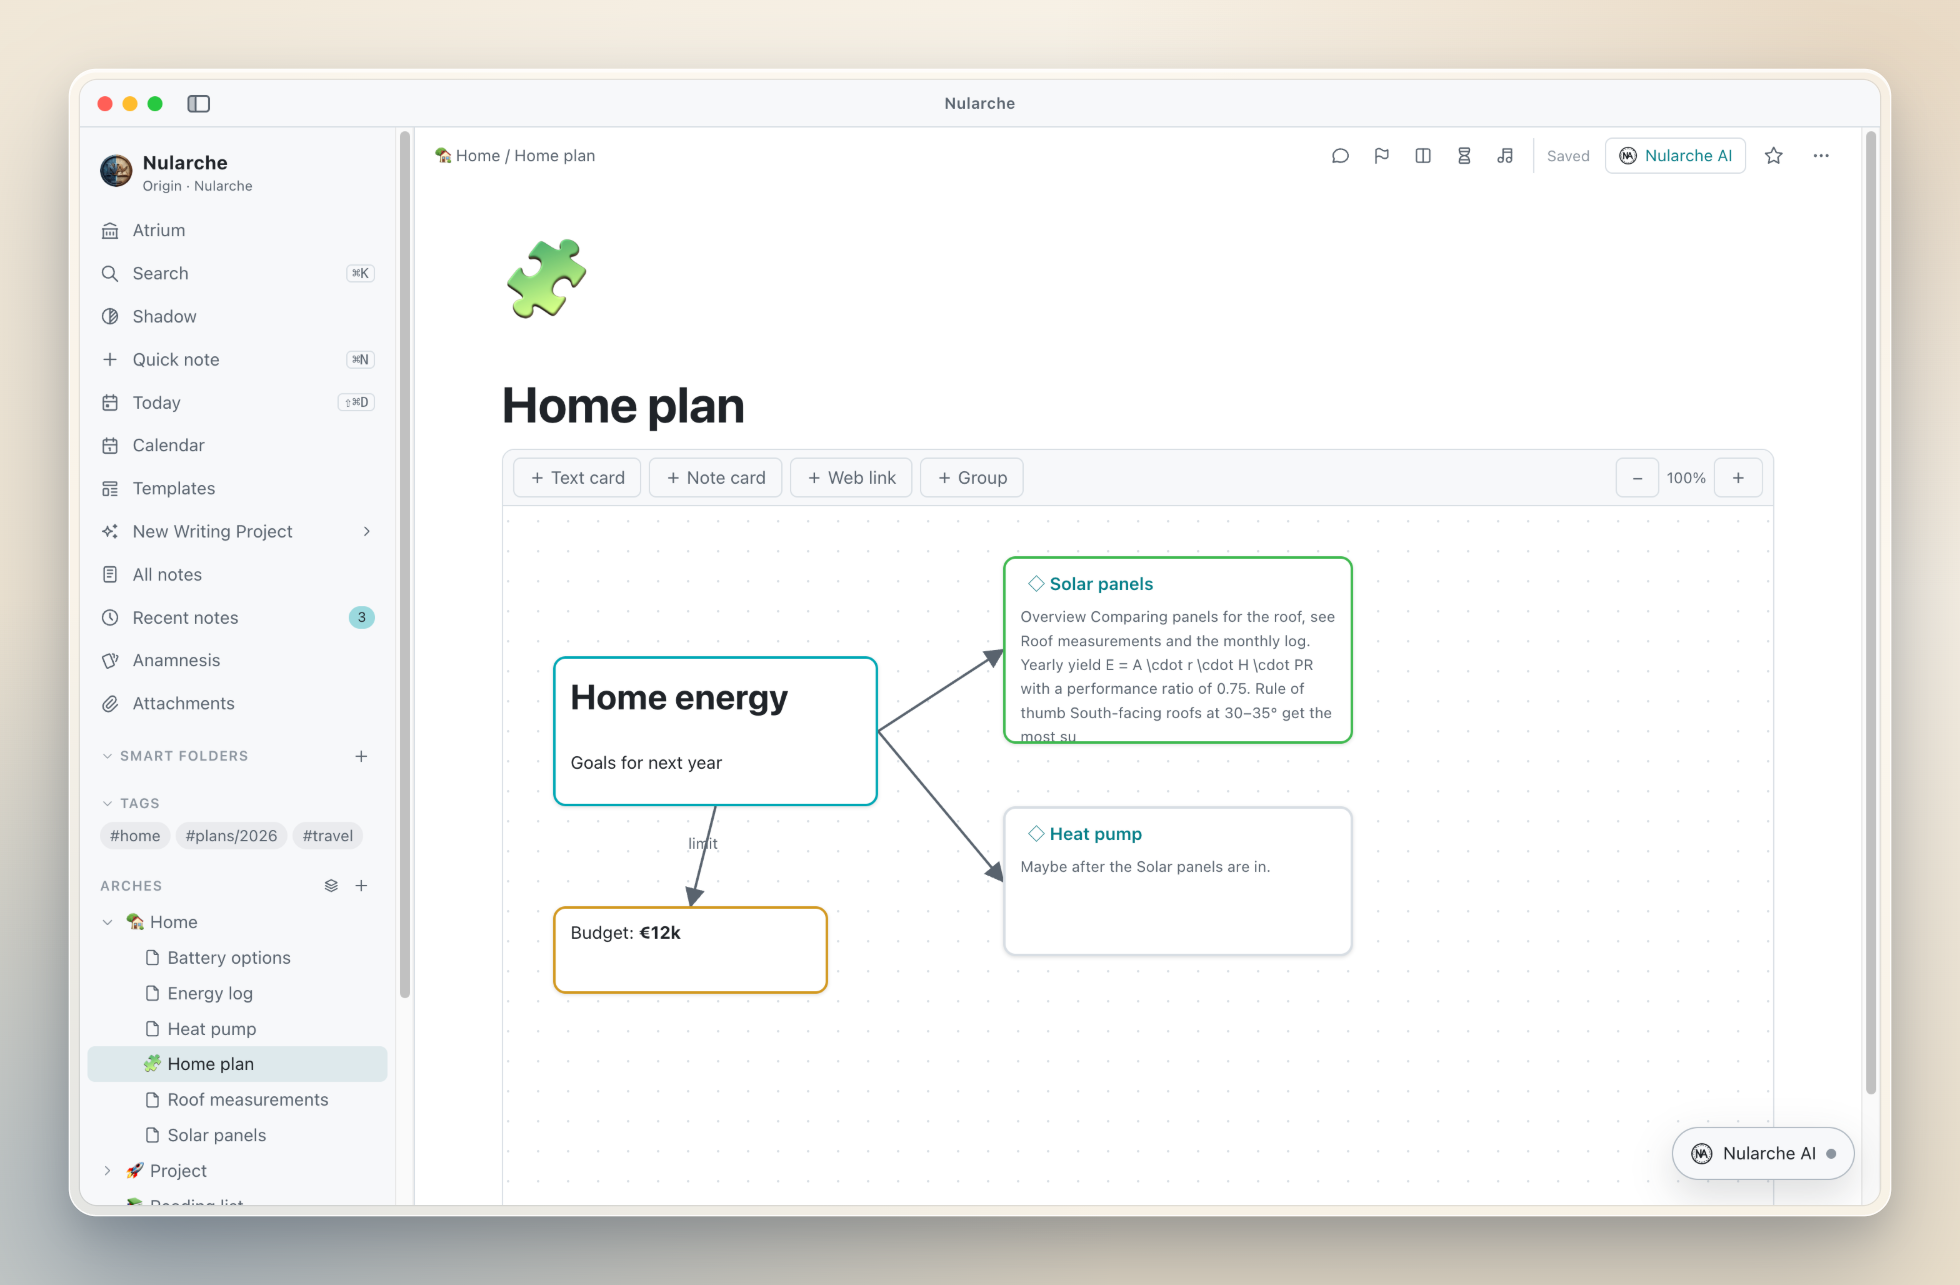 Nularche
Nularche
Origin · Nularche
Atrium
Search ⌘K
Shadow
Quick note ⌘N
Today ⇧⌘D
Calendar
Templates
New Writing Project
All notes
Recent notes 3
Anamnesis
Attachments
SMART FOLDERS
TAGS
#home #plans/2026 #travel
ARCHES
Home
Battery options
Energy log
Heat pump
Home plan
Roof measurements
Solar panels
Project
Reading list
Home / Home plan
Saved
Nularche AI
Home plan
+ Text card
+ Note card
+ Web link
+ Group
− 100% +
Home energy
Goals for next year
limit
Budget: €12k
Solar panels
Overview Comparing panels for the roof, see
Roof measurements and the monthly log.
Yearly yield E = A \cdot r \cdot H \cdot PR
with a performance ratio of 0.75. Rule of
thumb South-facing roofs at 30–35° get the
most su
Heat pump
Maybe after the Solar panels are in.
Nularche AI